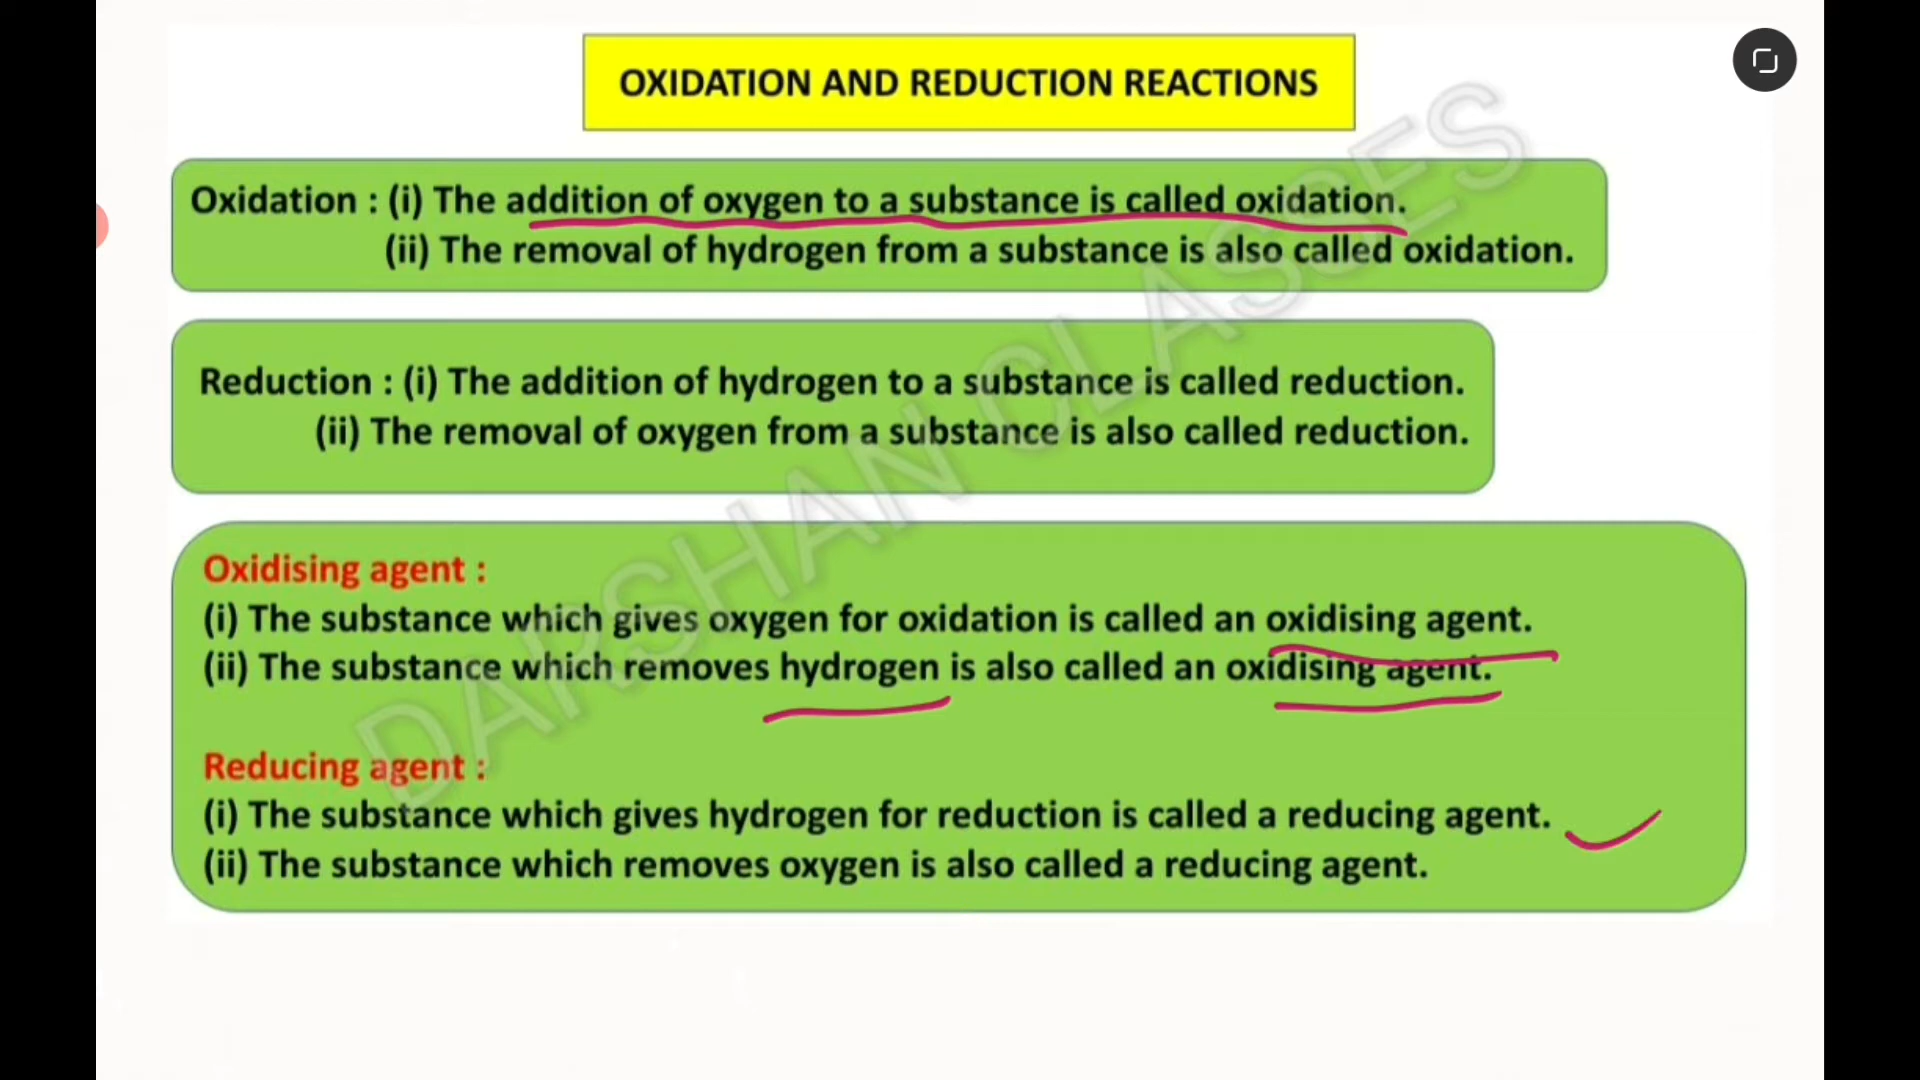 OXIDATION AND REDUCTION REACTIONS
Oxidation : (i) The addition of oxygen to a substance is called oxidation.
(ii) The removal of hydrogen from a substance is also called oxidation.
Reduction : (i) The addition of hydrogen to a substance is called reduction.
(ii) The removal of oxygen from a substance is also called reduction.
Oxidising agent :
(i) The substance which gives oxygen for oxidation is called an oxidising agent.
(ii) The substance which removes hydrogen is also called an oxidising agent.
Reducing agent :
(i) The substance which gives hydrogen for reduction is called a reducing agent.
(ii) The substance which removes oxygen is also called a reducing agent.
DARSHAN CLASSES